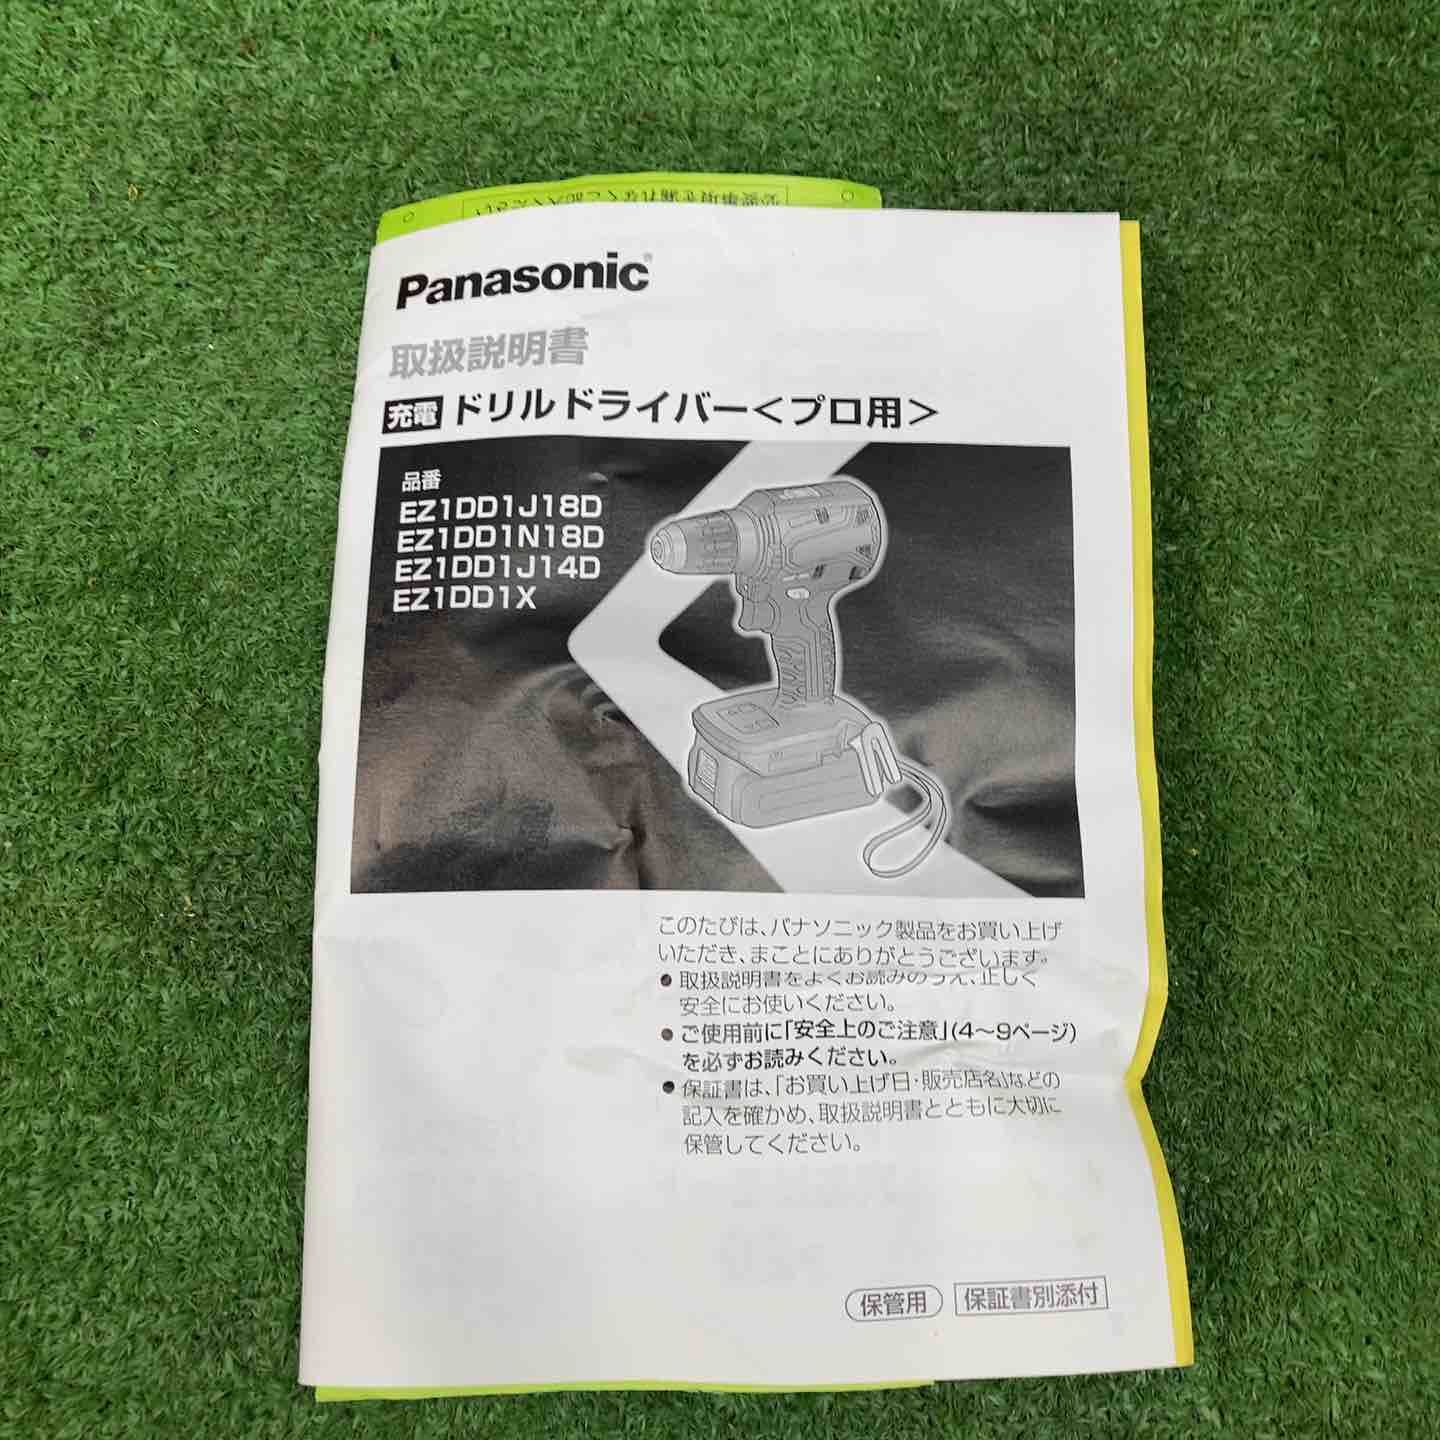 Panasonic
取扱説明書
充電 ドリルドライバー<プロ用>
品番
EZ1DD1J18D
EZ1DD1N18D
EZ1DD1J14D
EZ1DD1X
このたびは、パナソニック製品をお買い上げ
いただき、まことにありがとうございます。
● 取扱説明書をよくお読みのうえ、正しく
安全にお使いください。
● ご使用前に「安全上のご注意」(4～9ページ)
を必ずお読みください。
● 保証書は、「お買い上げ日・販売店名」などの
記入を確かめ、取扱説明書とともに大切に
保管してください。
保管用 保証書別添付